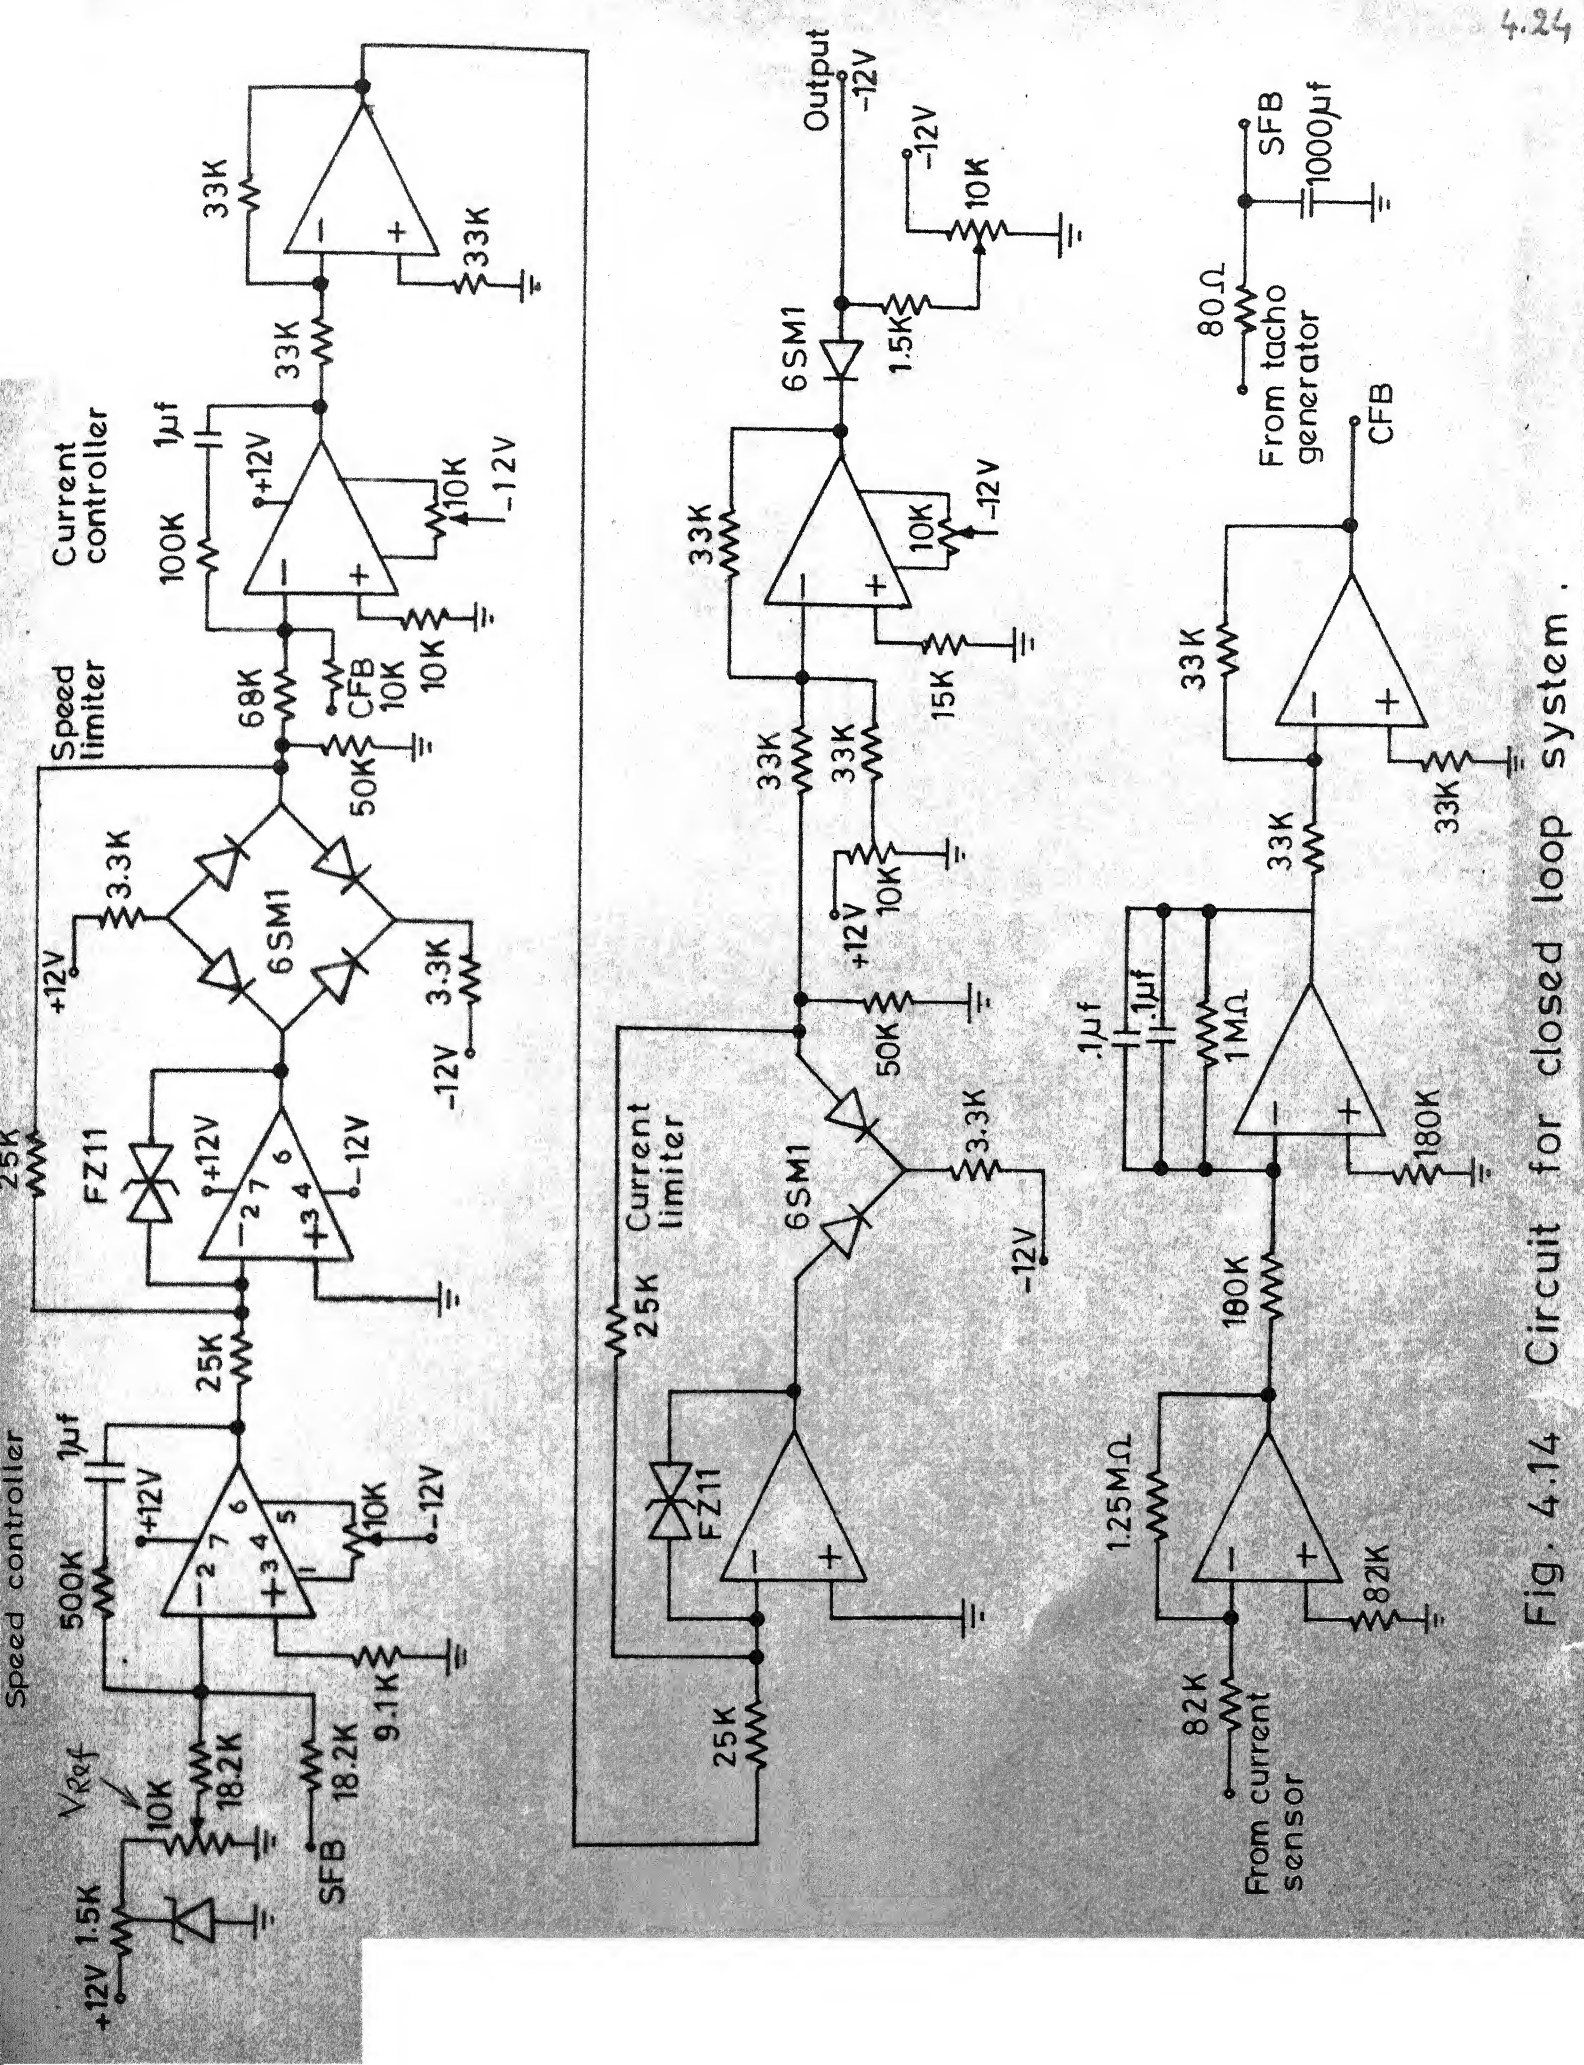 4.24
Speed controller
+12V
1.5K
VRef
10K
18.2K
SFB
18.2K
9.1K
500K
1µf
+12V
2
7
6
3
4
5
1
10K
-12V
25K
25K
FZ11
+12V
2
7
6
3
4
-12V
+12V
3.3K
6SM1
3.3K
-12V
Speed
limiter
50K
68K
CFB
10K
10K
Current
controller
100K
1µf
+12V
10K
-12V
33K
33K
33K
25K
25K
FZ11
Current
limiter
6SM1
3.3K
-12V
50K
33K
33K
+12V
10K
15K
33K
10K
-12V
6SM1
1.5K
Output
-12V
-12V
10K
From current
sensor
82K
1.25MΩ
82K
180K
180K
.1µf
.1µf
1MΩ
33K
33K
33K
CFB
From tacho
generator
80Ω
SFB
1000µf
Fig. 4.14 Circuit for closed loop system.